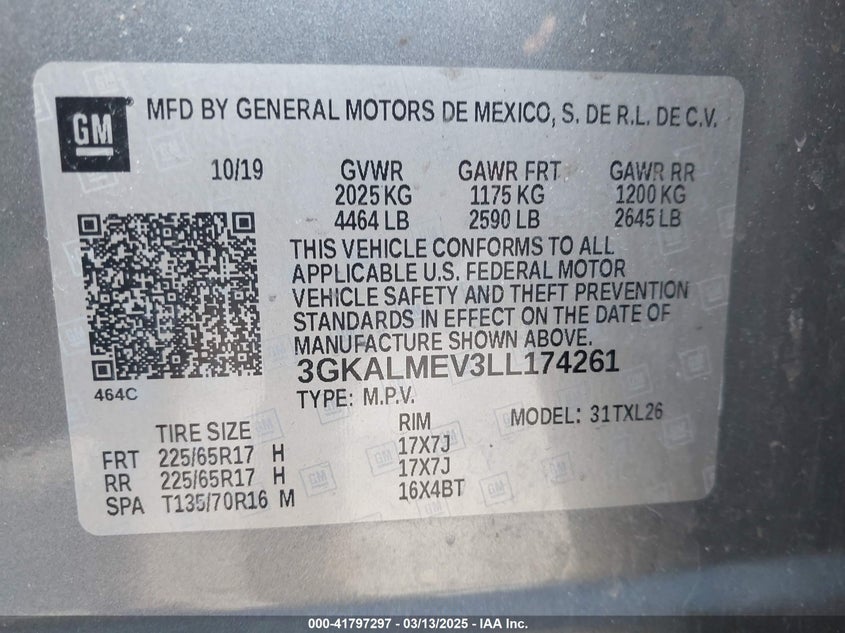 GM MFD BY GENERAL MOTORS DE MEXICO, S. DE R.L. DE C.V.
10/19 GVWR GAWR FRT GAWR RR
2025 KG 1175 KG 1200 KG
4464 LB 2590 LB 2645 LB
THIS VEHICLE CONFORMS TO ALL
APPLICABLE U.S. FEDERAL MOTOR
VEHICLE SAFETY AND THEFT PREVENTION
STANDARDS IN EFFECT ON THE DATE OF
MANUFACTURE SHOWN ABOVE.
3GKALMEV3LL174261
464C
TYPE: M.P.V.
MODEL: 31TXL26
TIRE SIZE RIM
FRT 225/65R17 H 17X7J
RR 225/65R17 H 17X7J
SPA T135/70R16 M 16X4BT
000-41797297 - 03/13/2025 - IAA Inc.